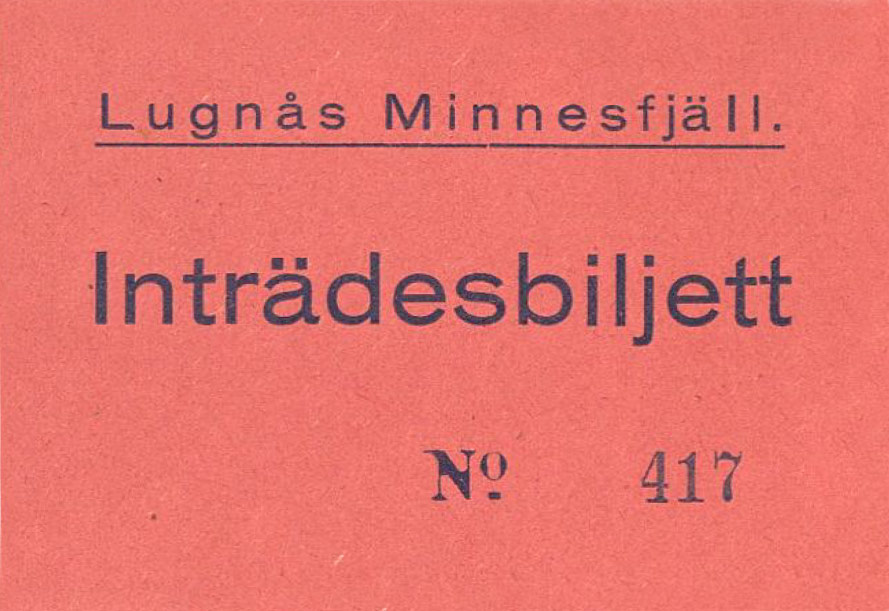 Lugnås Minnesfjäll.
Inträdesbiljett
Nº 417